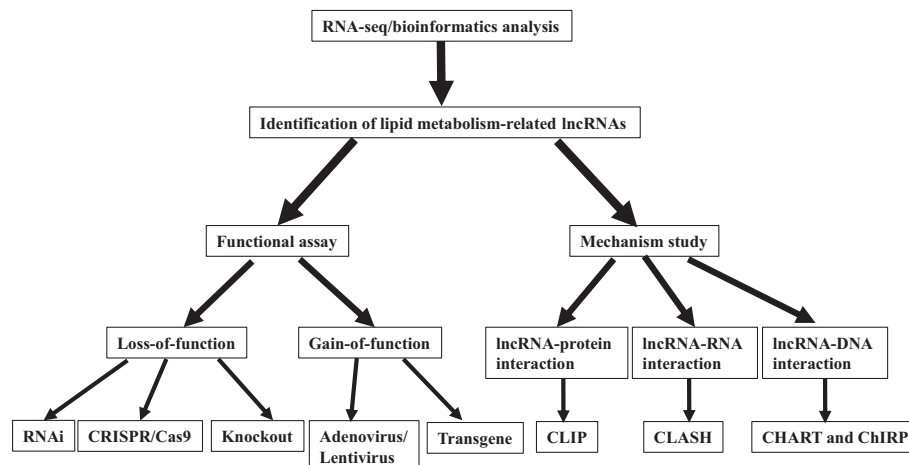 RNA-seq/bioinformatics analysis
Identification of lipid metabolism-related lncRNAs
Functional assay
Mechanism study
Loss-of-function
Gain-of-function
lncRNA-protein
interaction
lncRNA-RNA
interaction
lncRNA-DNA
interaction
RNAi
CRISPR/Cas9
Knockout
Adenovirus/
Lentivirus
Transgene
CLIP
CLASH
CHART and ChIRP